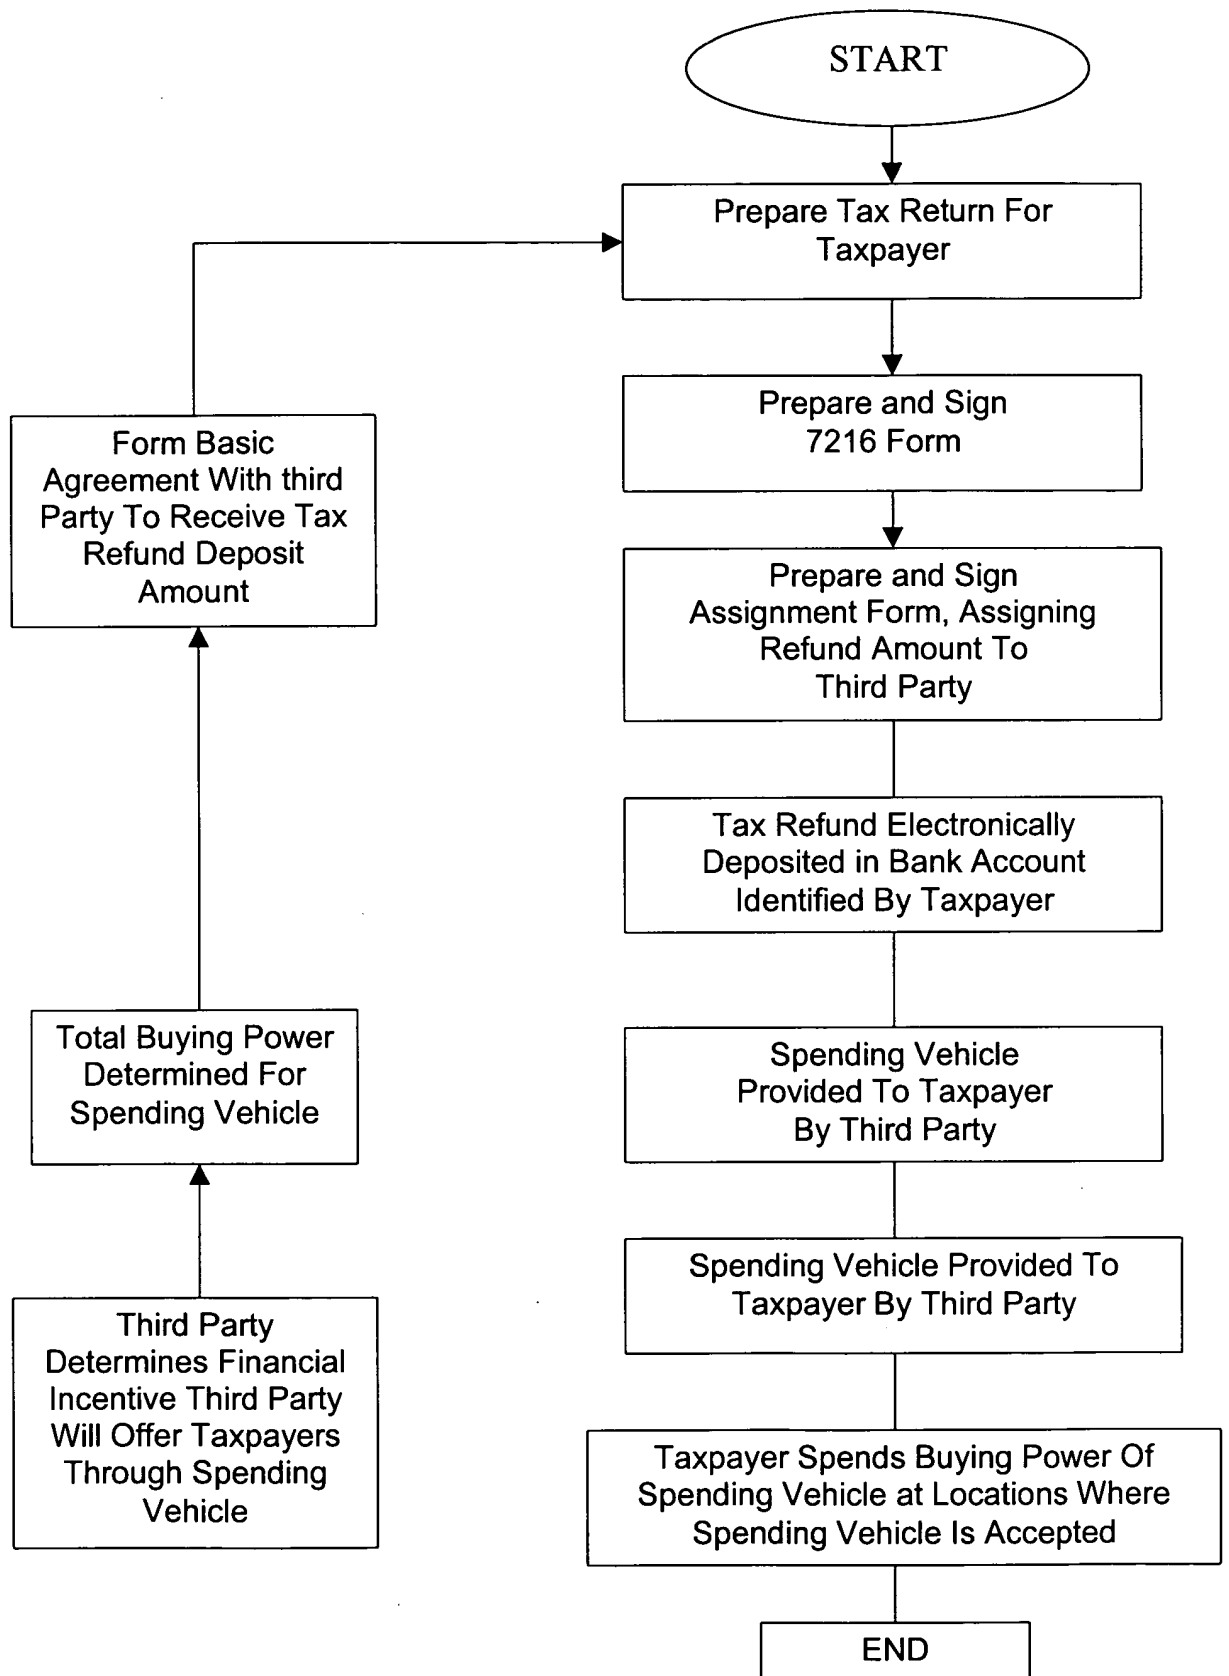 START
Prepare Tax Return For
Taxpayer
Prepare and Sign
7216 Form
Form Basic
Agreement With third
Party To Receive Tax
Refund Deposit
Amount
Prepare and Sign
Assignment Form, Assigning
Refund Amount To
Third Party
Tax Refund Electronically
Deposited in Bank Account
Identified By Taxpayer
Total Buying Power
Determined For
Spending Vehicle
Spending Vehicle
Provided To Taxpayer
By Third Party
Spending Vehicle Provided To
Taxpayer By Third Party
Third Party
Determines Financial
Incentive Third Party
Will Offer Taxpayers
Through Spending
Vehicle
Taxpayer Spends Buying Power Of
Spending Vehicle at Locations Where
Spending Vehicle Is Accepted
END